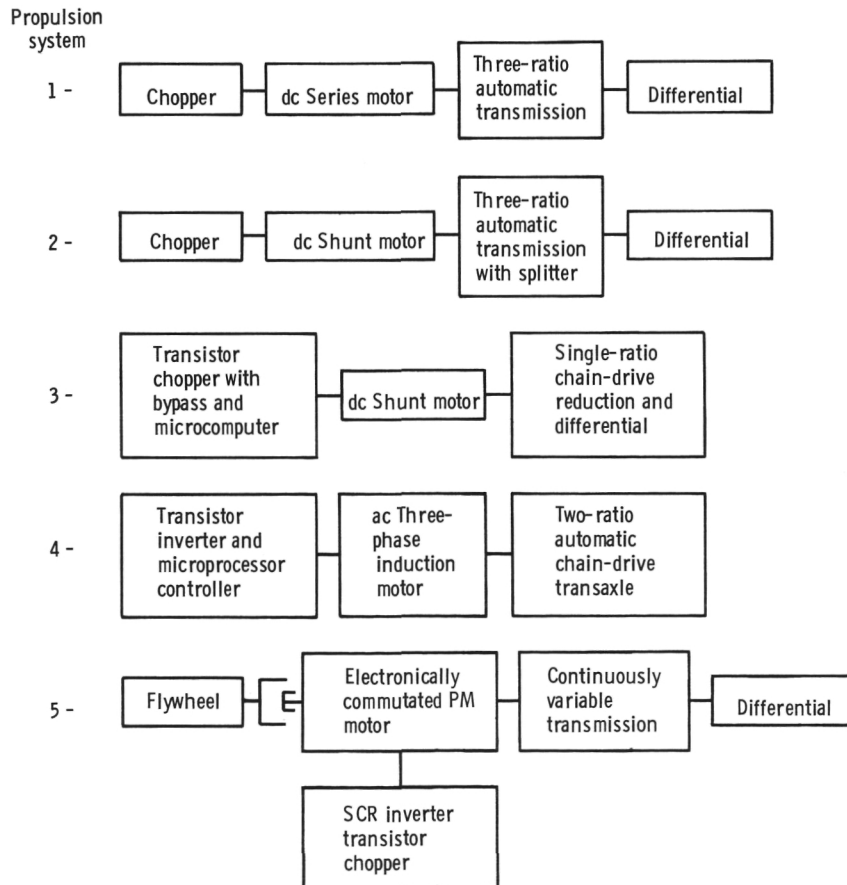 Propulsion
system
1 -
Chopper
dc Series motor
Three-ratio
automatic
transmission
Differential
2 -
Chopper
dc Shunt motor
Three-ratio
automatic
transmission
with splitter
Differential
3 -
Transistor
chopper with
bypass and
microcomputer
dc Shunt motor
Single-ratio
chain-drive
reduction and
differential
4 -
Transistor
inverter and
microprocessor
controller
ac Three-
phase
induction
motor
Two-ratio
automatic
chain-drive
transaxle
5 -
Flywheel
Electronically
commutated PM
motor
Continuously
variable
transmission
Differential
SCR inverter
transistor
chopper